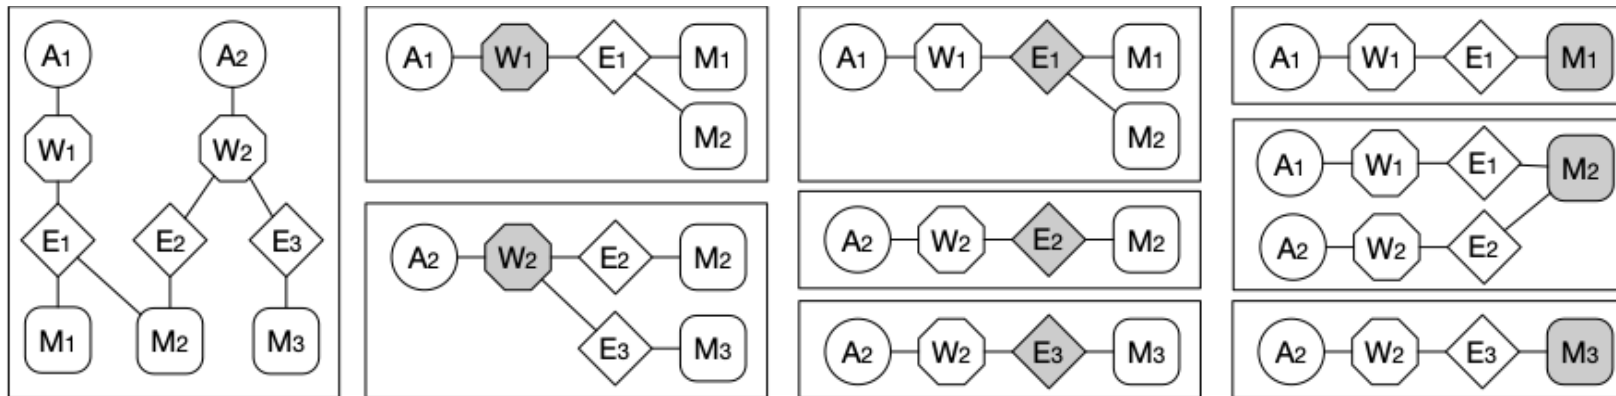 A1 A2
W1 W2
E1 E2 E3
M1 M2 M3
A1 W1 E1 M1
M2
A2 W2 E2 M2
E3 M3
A1 W1 E1 M1
M2
A2 W2 E2 M2
A2 W2 E3 M3
A1 W1 E1 M1
A1 W1 E1 M2
A2 W2 E2
A2 W2 E3 M3